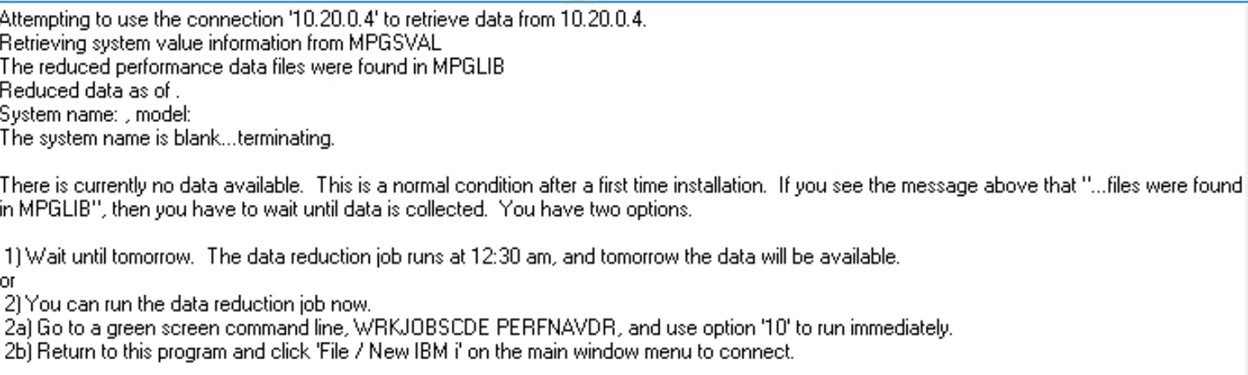 Attempting to use the connection '10.20.0.4' to retrieve data from 10.20.0.4.
Retrieving system value information from MPGSVAL
The reduced performance data files were found in MPGLIB
Reduced data as of .
System name: , model:
The system name is blank...terminating.
There is currently no data available.  This is a normal condition after a first time installation.  If you see the message above that "...files were found
in MPGLIB", then you have to wait until data is collected.  You have two options.
1) Wait until tomorrow.  The data reduction job runs at 12:30 am, and tomorrow the data will be available.
or
2) You can run the data reduction job now.
2a) Go to a green screen command line, WRKJOBSCDE PERFNAVDR, and use option '10' to run immediately.
2b) Return to this program and click 'File / New IBM i' on the main window menu to connect.